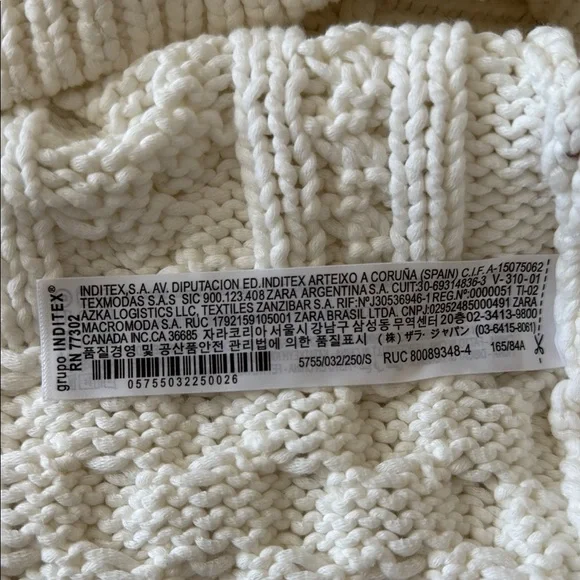 grupo INDITEX®
RN 77302
INDITEX,S.A. AV. DIPUTACION ED.INDITEX ARTEIXO A CORUÑA (SPAIN) C.I.F. A-15075062
TEXMODAS S.A.S SIC 900.123.408 ZARA ARGENTINA S.A. CUIT:30-69314836-3 V-310-01 I
AZKA LOGISTICS LLC, TEXTILES ZANZIBAR S.A. RIF:NºJ30536946-1 REG.Nº:0000051 TI-02
MACROMODA S.A. RÚC 1792159105001 ZARA BRASIL LTDA. CNPJ:02952485000491 ZARA
CANADA INC.CA 36685 자라코리아 서울시 강남구 삼성동 무역센터 20층 02-3413-9800
품질경영 및 공산품안전 관리법에 의한 품질표시 (株) ザラ・ジャパン (03-6415-8061)
05755032250026
5755/032/250/S RUC 80089348-4 165/84A